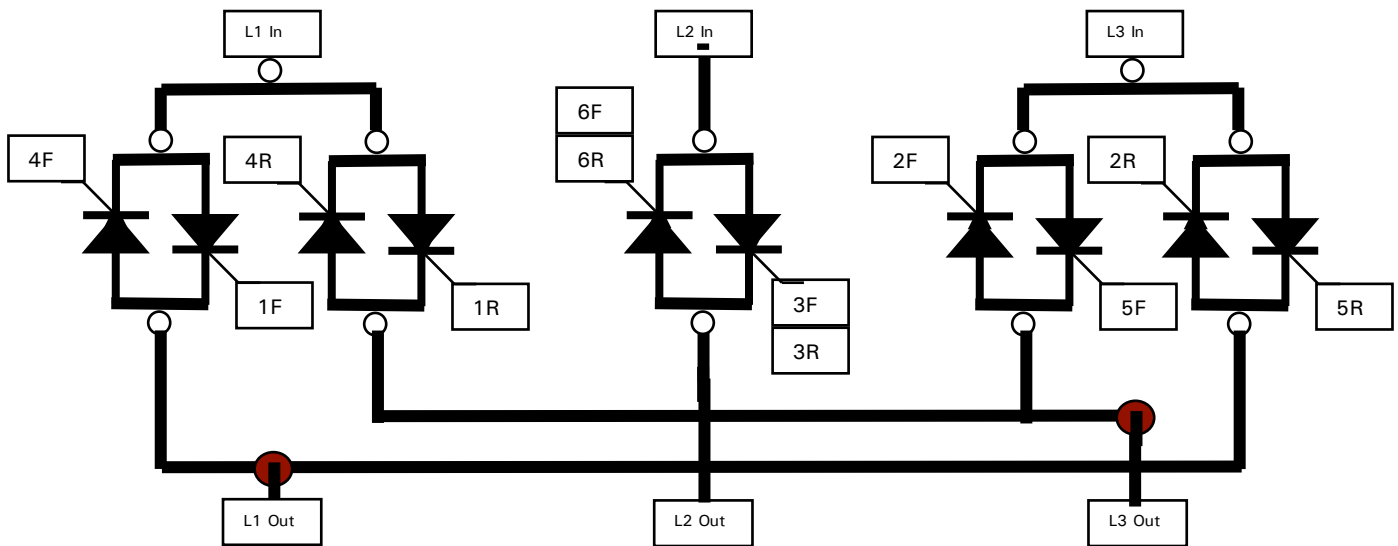 L1 In
L2 In
L3 In
6F
6R
4F
4R
2F
2R
1F
1R
3F
3R
5F
5R
L1 Out
L2 Out
L3 Out